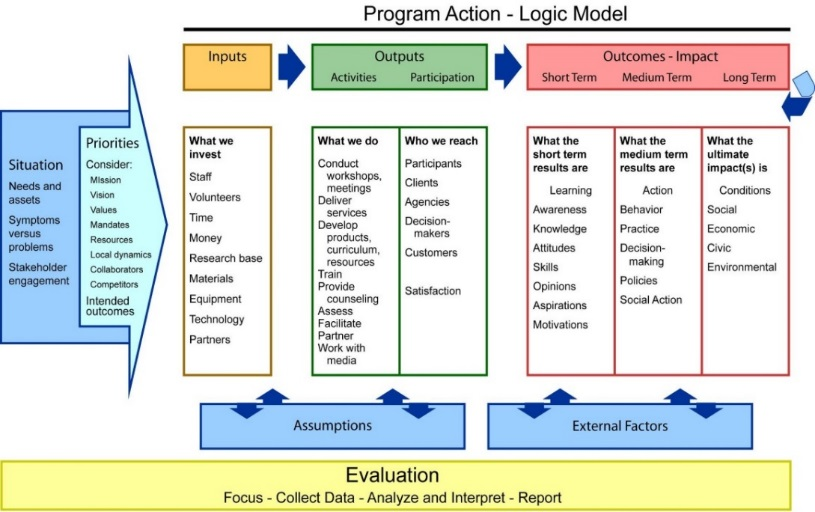 Program Action - Logic Model
Inputs
Outputs
Activities Participation
Outcomes - Impact
Short Term Medium Term Long Term
Situation
Needs and
assets
Symptoms
versus
problems
Stakeholder
engagement
Priorities
Consider:
MIssion
Vision
Values
Mandates
Resources
Local dynamics
Collaborators
Competitors
Intended
outcomes
What we
invest
Staff
Volunteers
Time
Money
Research base
Materials
Equipment
Technology
Partners
What we do
Conduct
workshops,
meetings
Deliver
services
Develop
products,
curriculum,
resources
Train
Provide
counseling
Assess
Facilitate
Partner
Work with
media
Who we reach
Participants
Clients
Agencies
Decision-
makers
Customers
Satisfaction
What the
short term
results are
Learning
Awareness
Knowledge
Attitudes
Skills
Opinions
Aspirations
Motivations
What the
medium term
results are
Action
Behavior
Practice
Decision-
making
Policies
Social Action
What the
ultimate
impact(s) is
Conditions
Social
Economic
Civic
Environmental
Assumptions
External Factors
Evaluation
Focus - Collect Data - Analyze and Interpret - Report